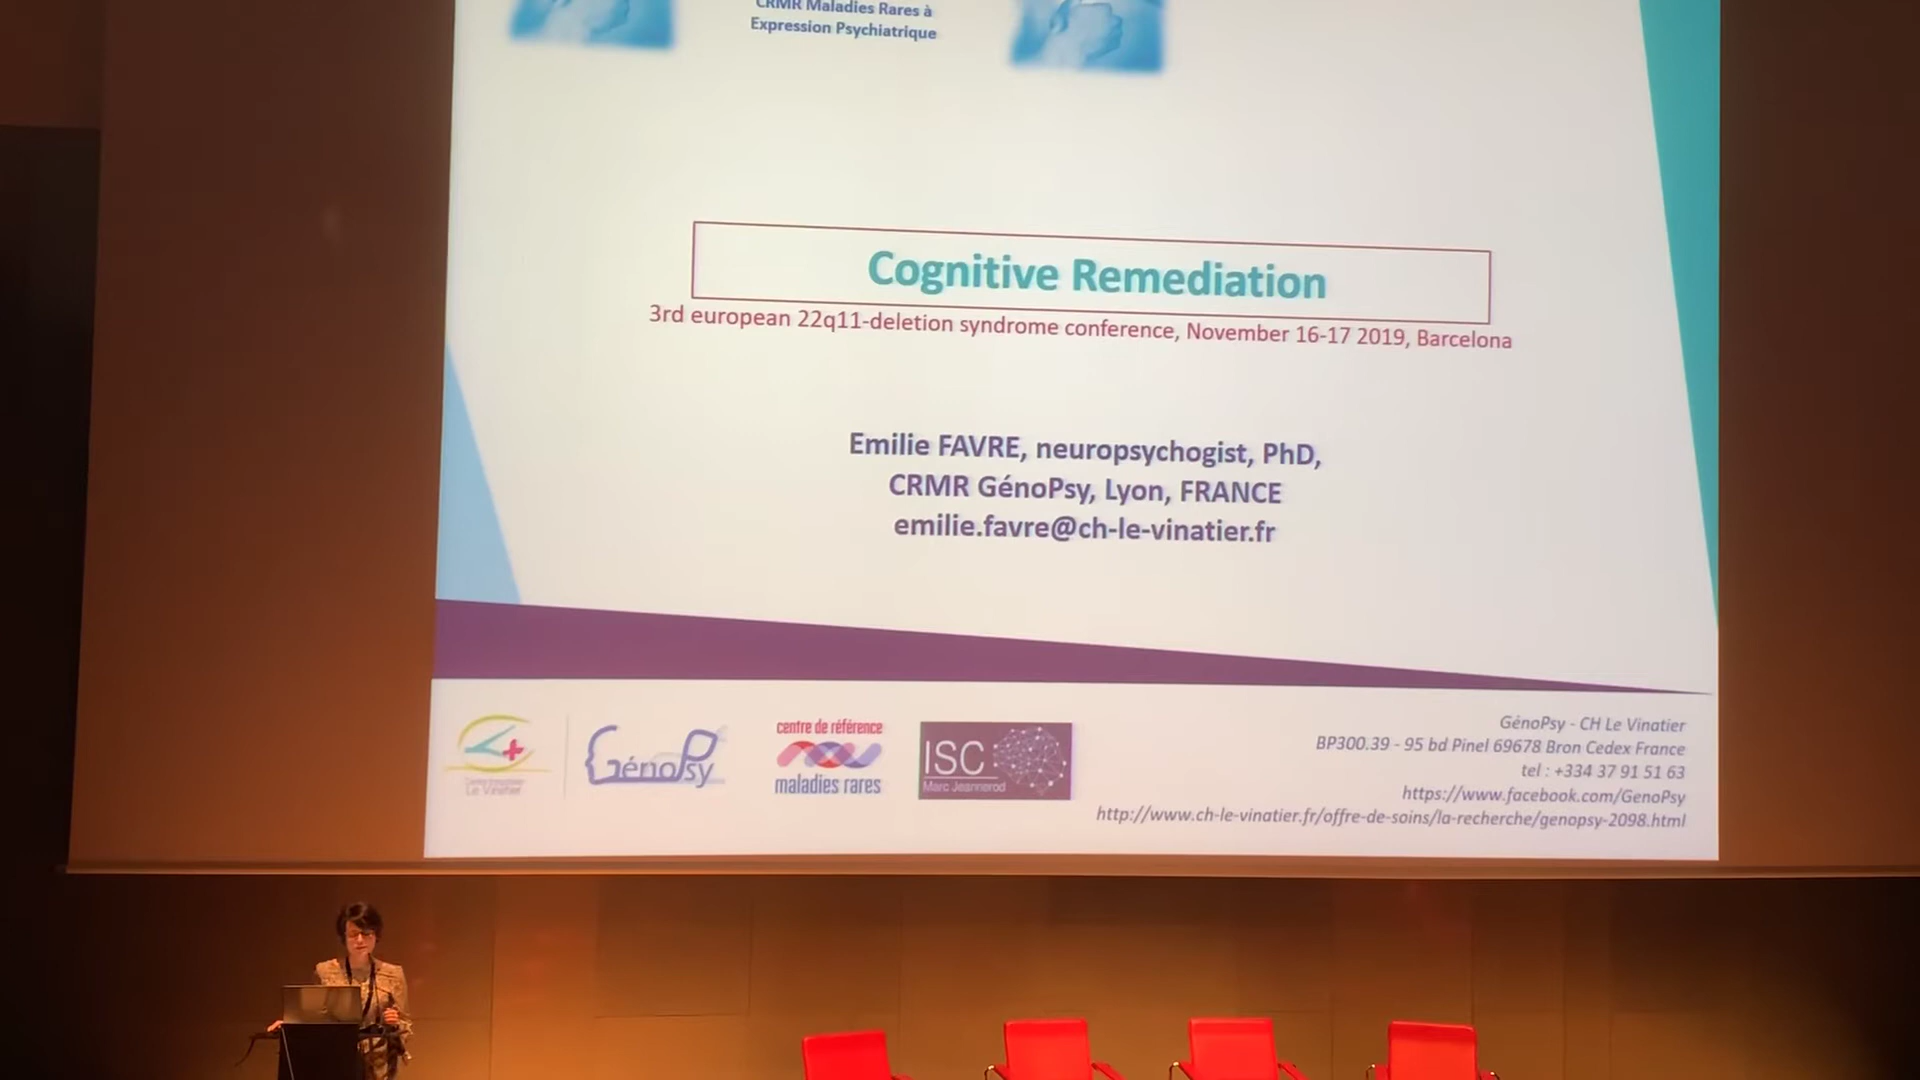 CRMR Maladies Rares à
Expression Psychiatrique
Cognitive Remediation
3rd european 22q11-deletion syndrome conference, November 16-17 2019, Barcelona
Emilie FAVRE, neuropsychogist, PhD,
CRMR GénoPsy, Lyon, FRANCE
emilie.favre@ch-le-vinatier.fr
Le Vinatier
GénoPsy
centre de référence
maladies rares
ISC
Marc Jeannerod
GénoPsy - CH Le Vinatier
BP300.39 - 95 bd Pinel 69678 Bron Cedex France
tel : +334 37 91 51 63
https://www.facebook.com/GenoPsy
http://www.ch-le-vinatier.fr/offre-de-soins/la-recherche/genopsy-2098.html